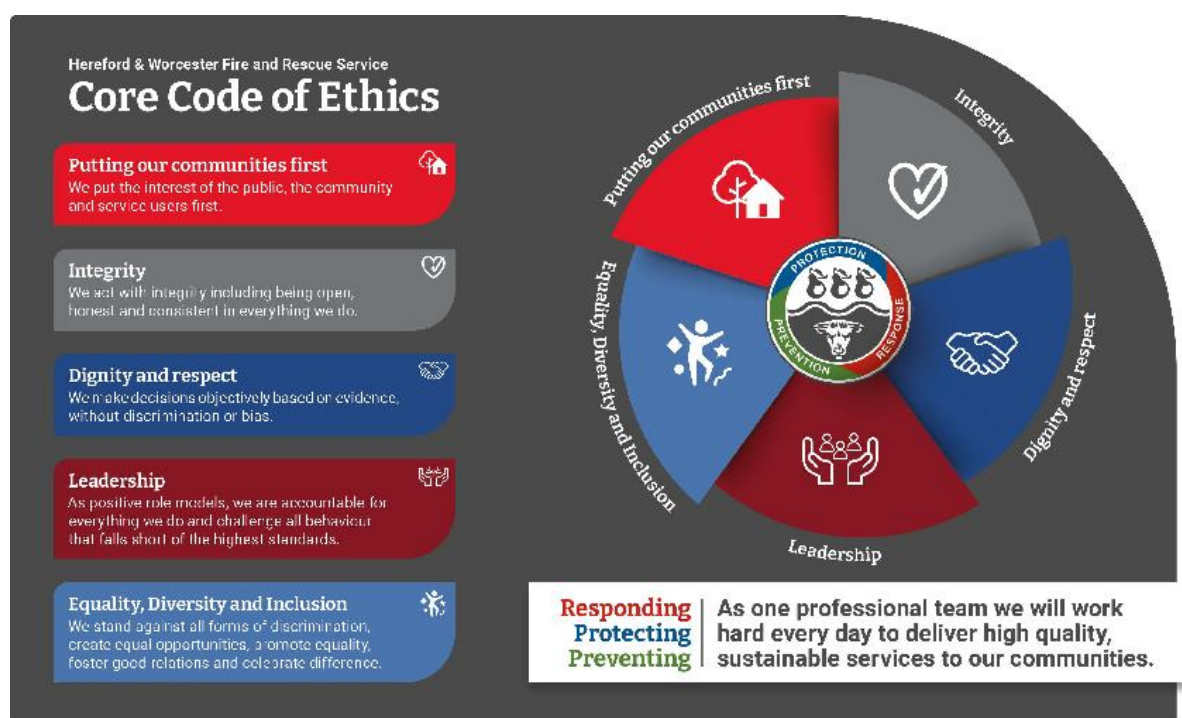 Hereford & Worcester Fire and Rescue Service
Core Code of Ethics
Putting our communities first
We put the interest of the public, the community
and service users first.
Integrity
We act with integrity including being open,
honest and consistent in everything we do.
Dignity and respect
We make decisions objectively based on evidence,
without discrimination or bias.
Leadership
As positive role models, we are accountable for
everything we do and challenge all behaviour
that falls short of the highest standards.
Equality, Diversity and Inclusion
We stand against all forms of discrimination,
create equal opportunities, promote equality,
foster good relations and celebrate difference.
Putting our communities first
Integrity
Dignity and respect
Leadership
Equality, Diversity and Inclusion
PROTECTION
RESPONSE
PREVENTION
Responding
Protecting
Preventing
As one professional team we will work
hard every day to deliver high quality,
sustainable services to our communities.